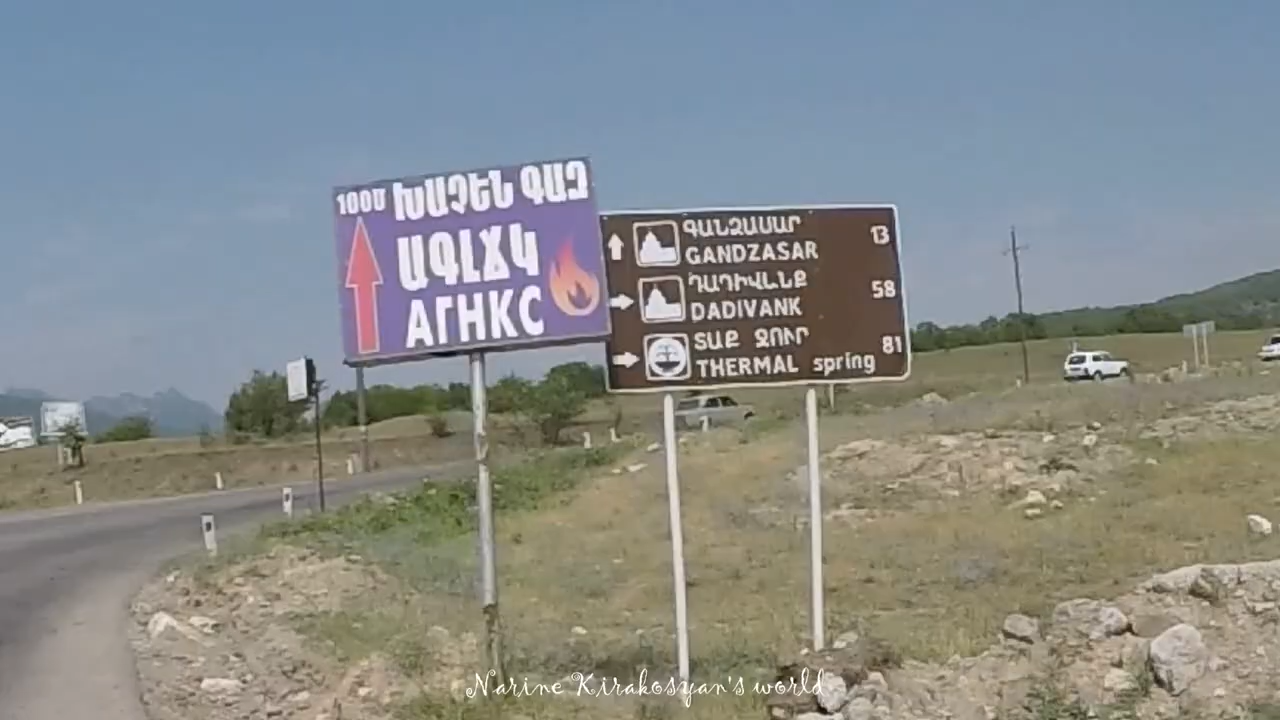 100Մ ԽԱՉԵՆ ԳԱԶ
ԱԳԼՃԿ
АГНКС
ԳԱՆՁԱՍԱՐ 13
GANDZASAR
ԴԱԴԻՎԱՆՔ 58
DADIVANK
ՏԱՔ ՋՈՒՐ 81
THERMAL spring
Narine Kirakosyan's world